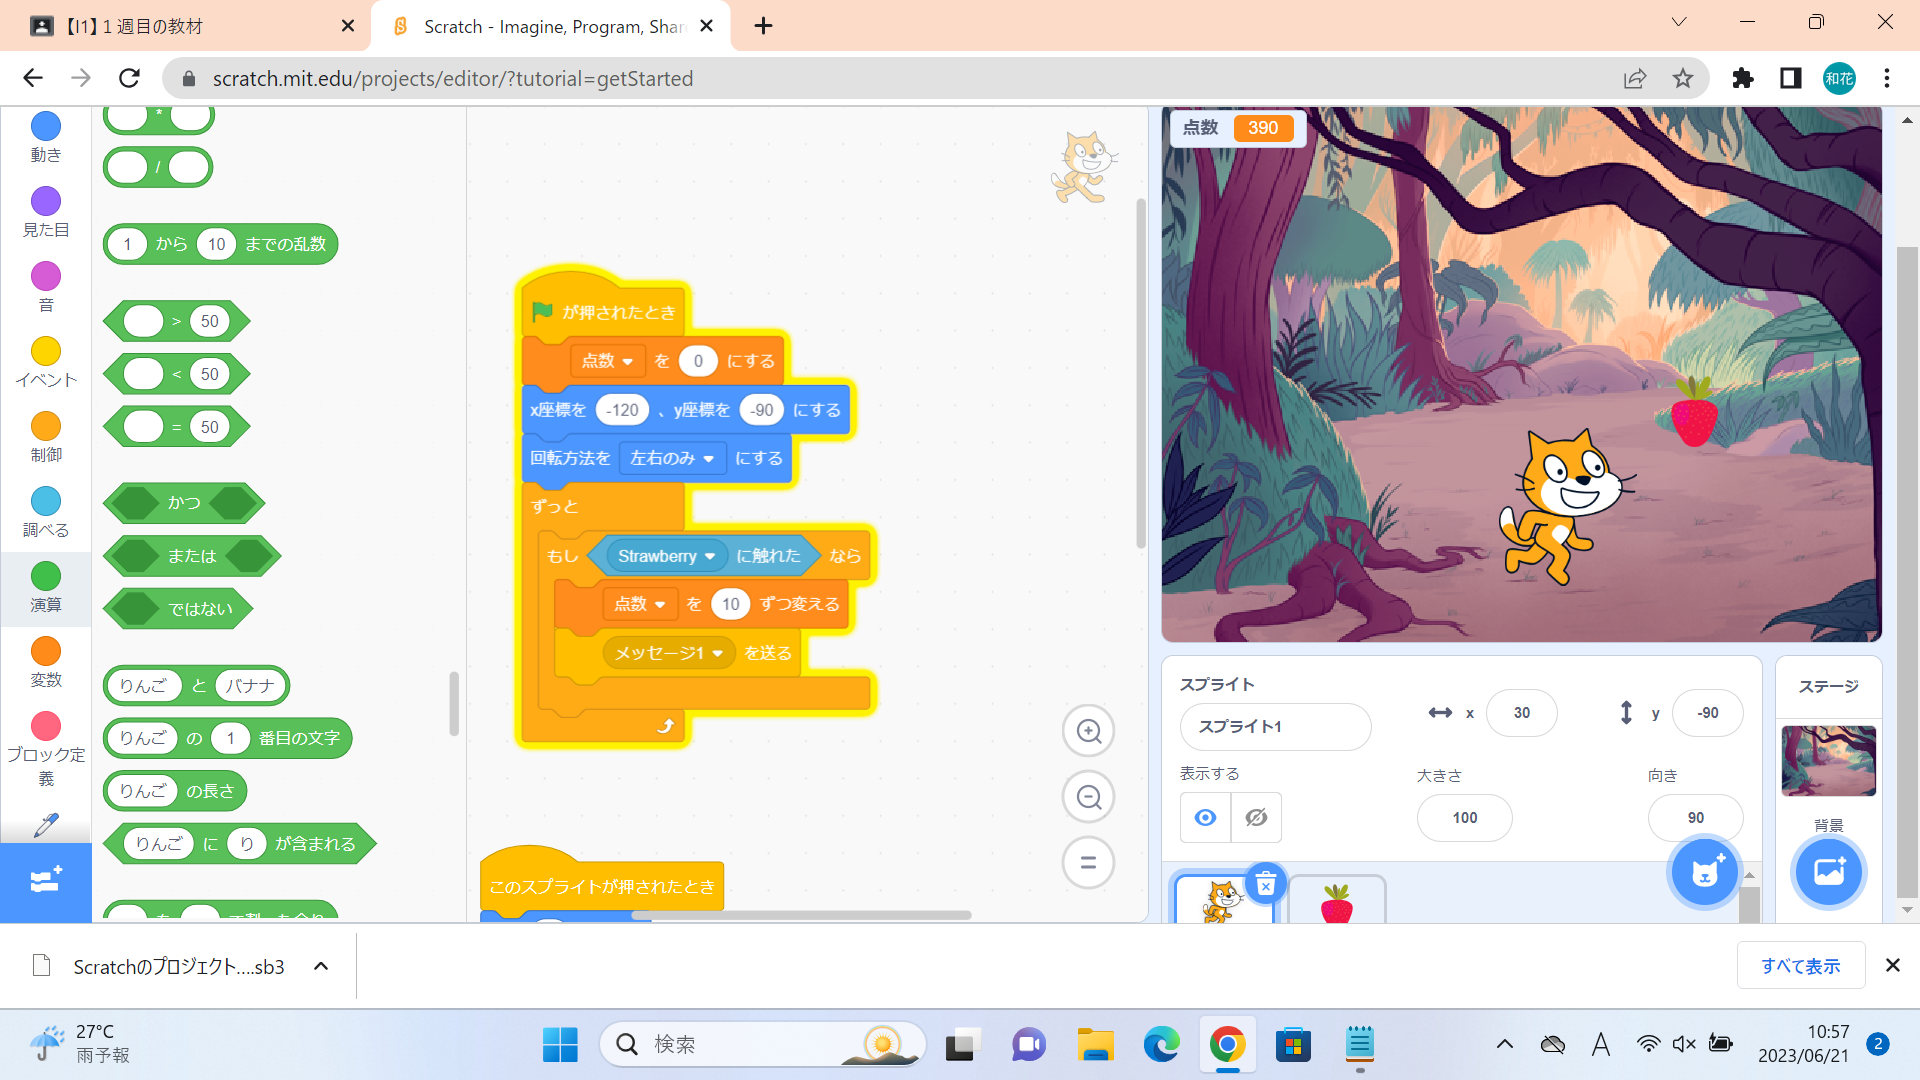 【I1】１週目の教材
Scratch - Imagine, Program, Shar
scratch.mit.edu/projects/editor/?tutorial=getStarted
和花
動き
見た目
音
イベント
制御
調べる
演算
変数
ブロック定
義
*
/
1 から 10 までの乱数
> 50
< 50
= 50
かつ
または
ではない
りんご と バナナ
りんご の 1 番目の文字
りんご の長さ
りんご に り が含まれる
が押されたとき
点数 を 0 にする
x座標を -120 、y座標を -90 にする
回転方法を 左右のみ にする
ずっと
もし Strawberry に触れた なら
点数 を 10 ずつ変える
メッセージ1 を送る
このスプライトが押されたとき
点数 390
スプライト
スプライト1
x 30
y -90
表示する
大きさ
100
向き
90
ステージ
背景
Scratchのプロジェクト....sb3
すべて表示
27°C
雨予報
検索
A
10:57
2023/06/21
2